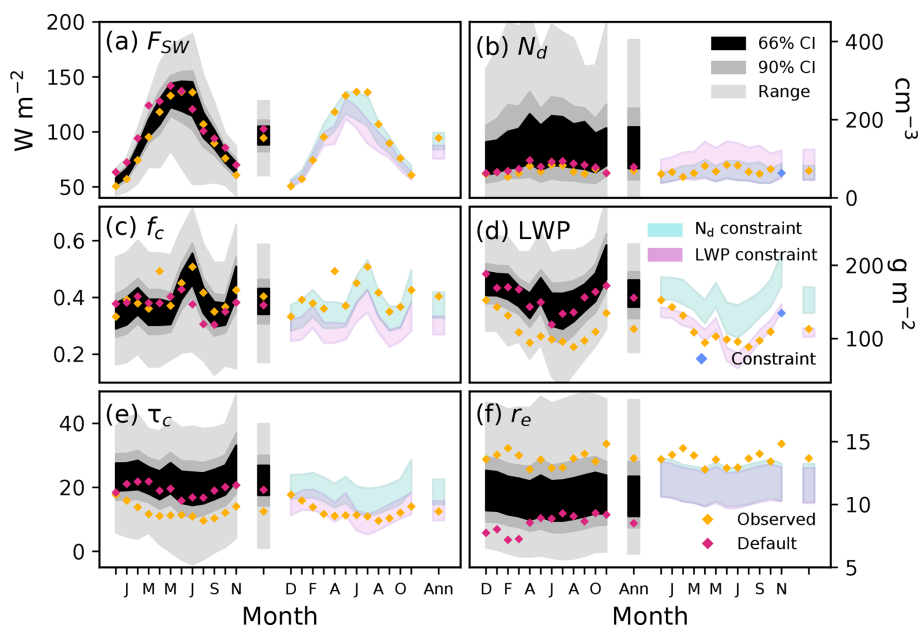 (a) F_SW
(b) N_d
200
150
100
50
W m⁻²
66% CI
90% CI
Range
400
200
0
cm⁻³
(c) f_c
(d) LWP
0.6
0.4
0.2
N_d constraint
LWP constraint
Constraint
200
100
g m⁻²
(e) τ_c
(f) r_e
40
20
0
Observed
Default
15
10
5
J M M J S N D F A J A O Ann
D F A J A O Ann J M M J S N
Month
Month